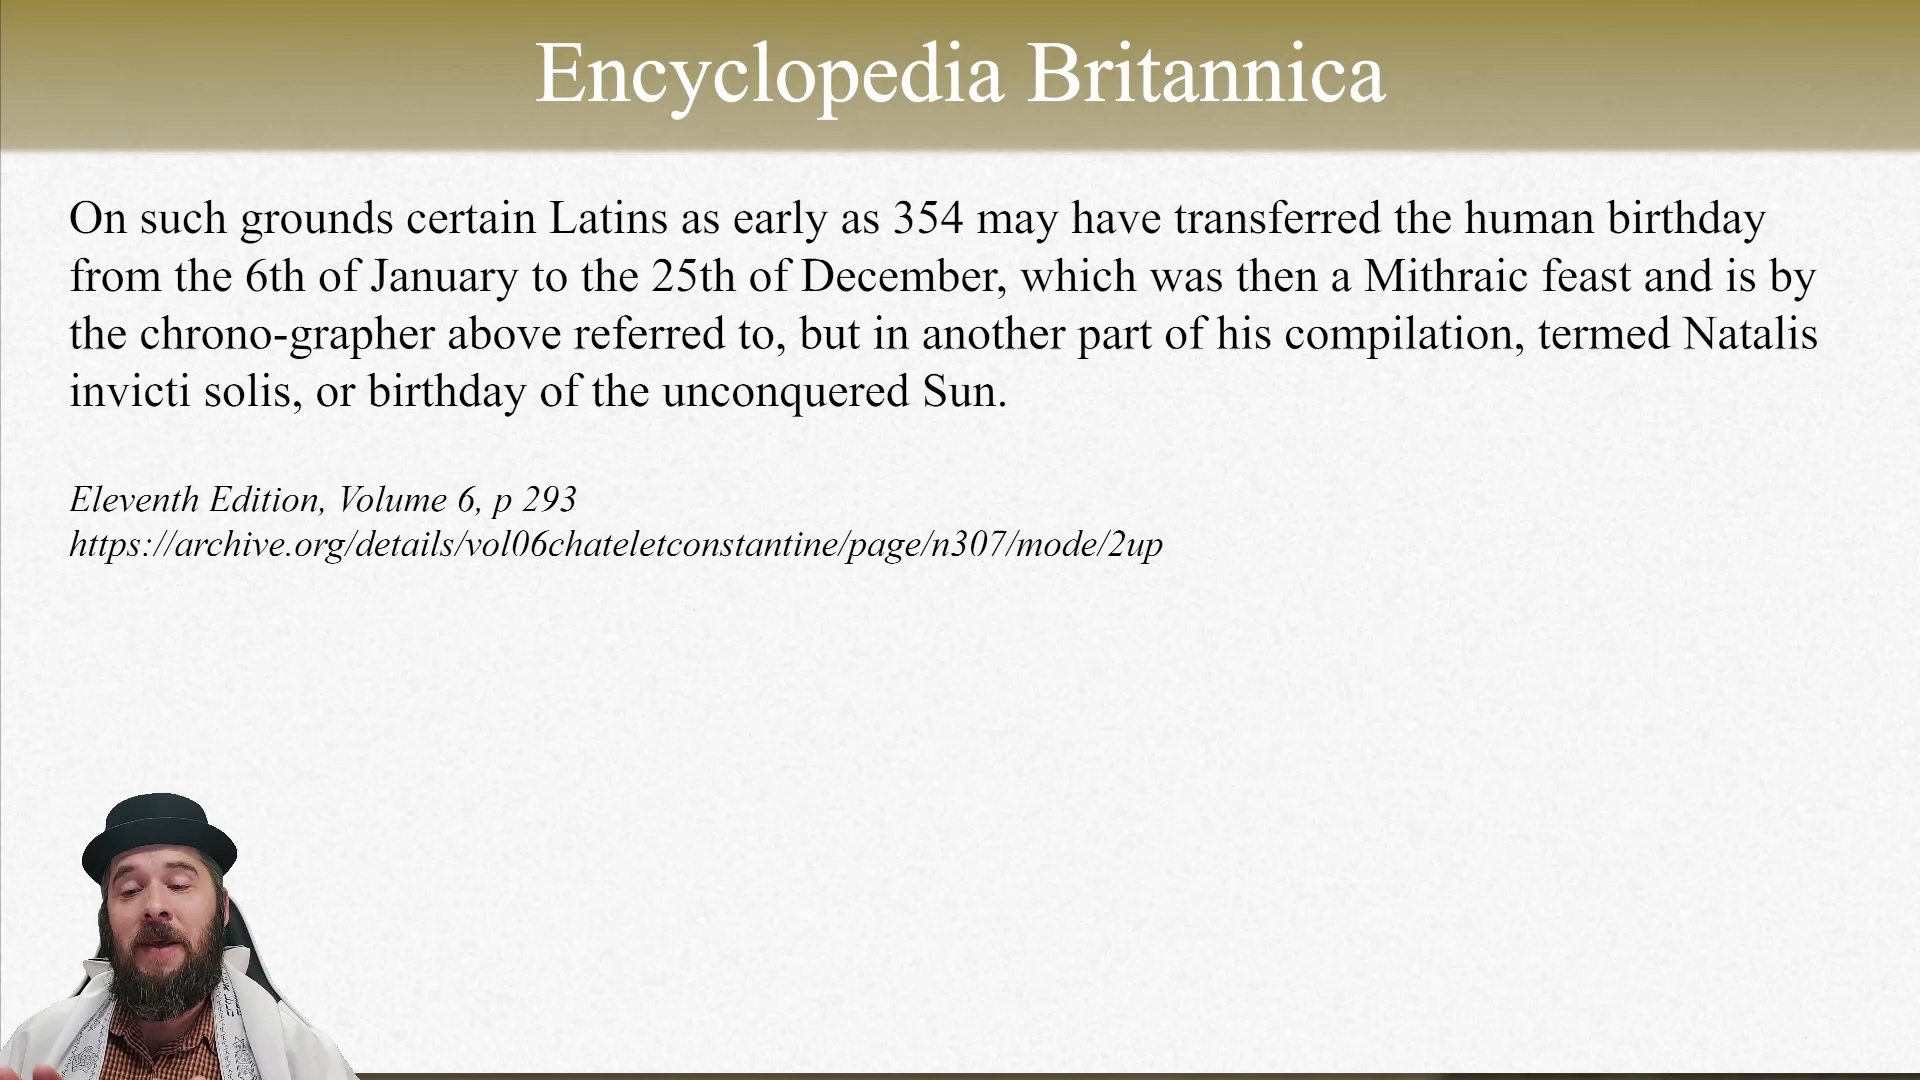 Encyclopedia Britannica
On such grounds certain Latins as early as 354 may have transferred the human birthday
from the 6th of January to the 25th of December, which was then a Mithraic feast and is by
the chrono-grapher above referred to, but in another part of his compilation, termed Natalis
invicti solis, or birthday of the unconquered Sun.
Eleventh Edition, Volume 6, p 293
https://archive.org/details/vol06chateletconstantine/page/n307/mode/2up